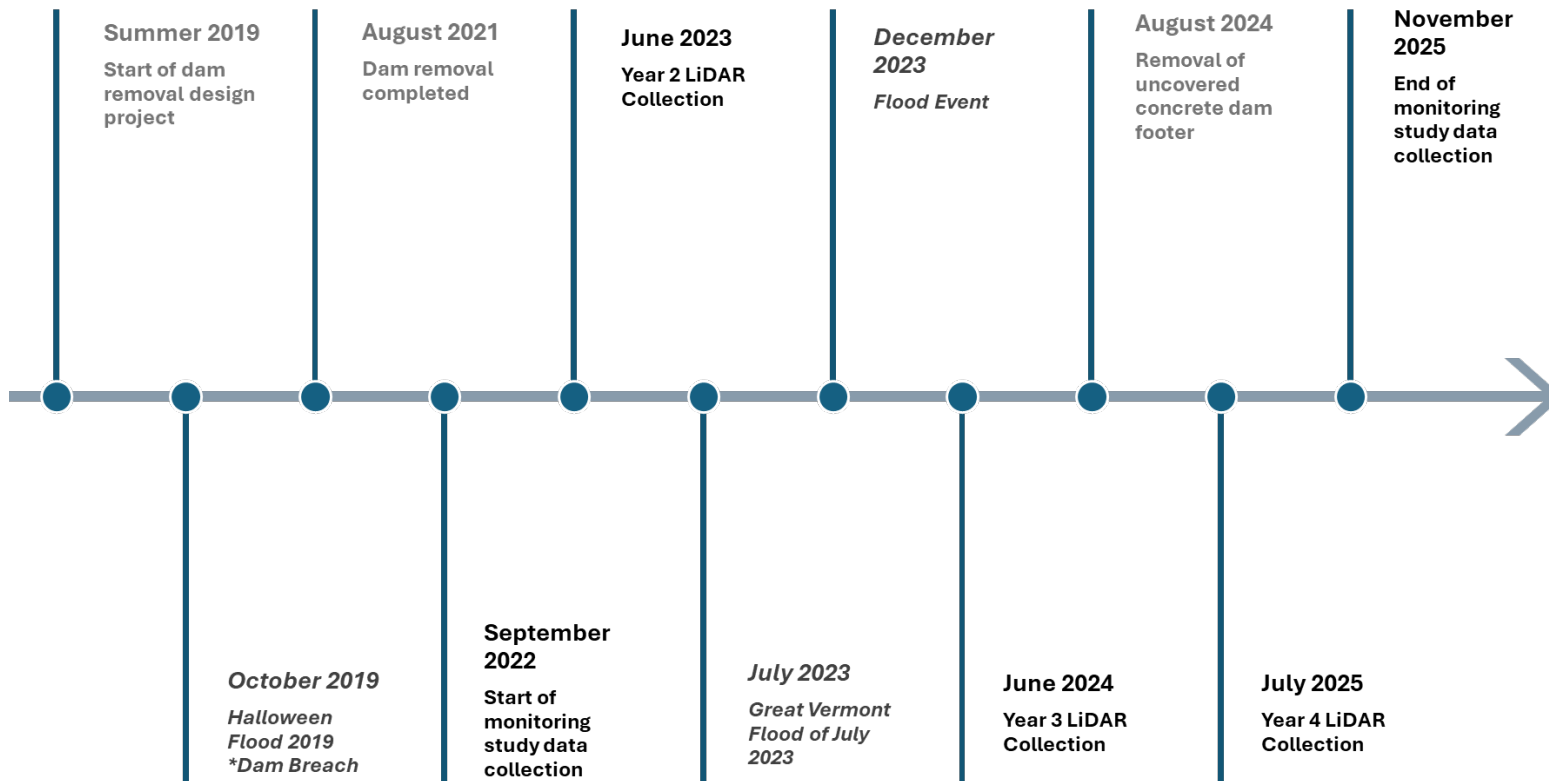 Summer 2019
Start of dam
removal design
project
October 2019
Halloween
Flood 2019
*Dam Breach
August 2021
Dam removal
completed
September
2022
Start of
monitoring
study data
collection
June 2023
Year 2 LiDAR
Collection
July 2023
Great Vermont
Flood of July
2023
December
2023
Flood Event
June 2024
Year 3 LiDAR
Collection
August 2024
Removal of
uncovered
concrete dam
footer
July 2025
Year 4 LiDAR
Collection
November
2025
End of
monitoring
study data
collection